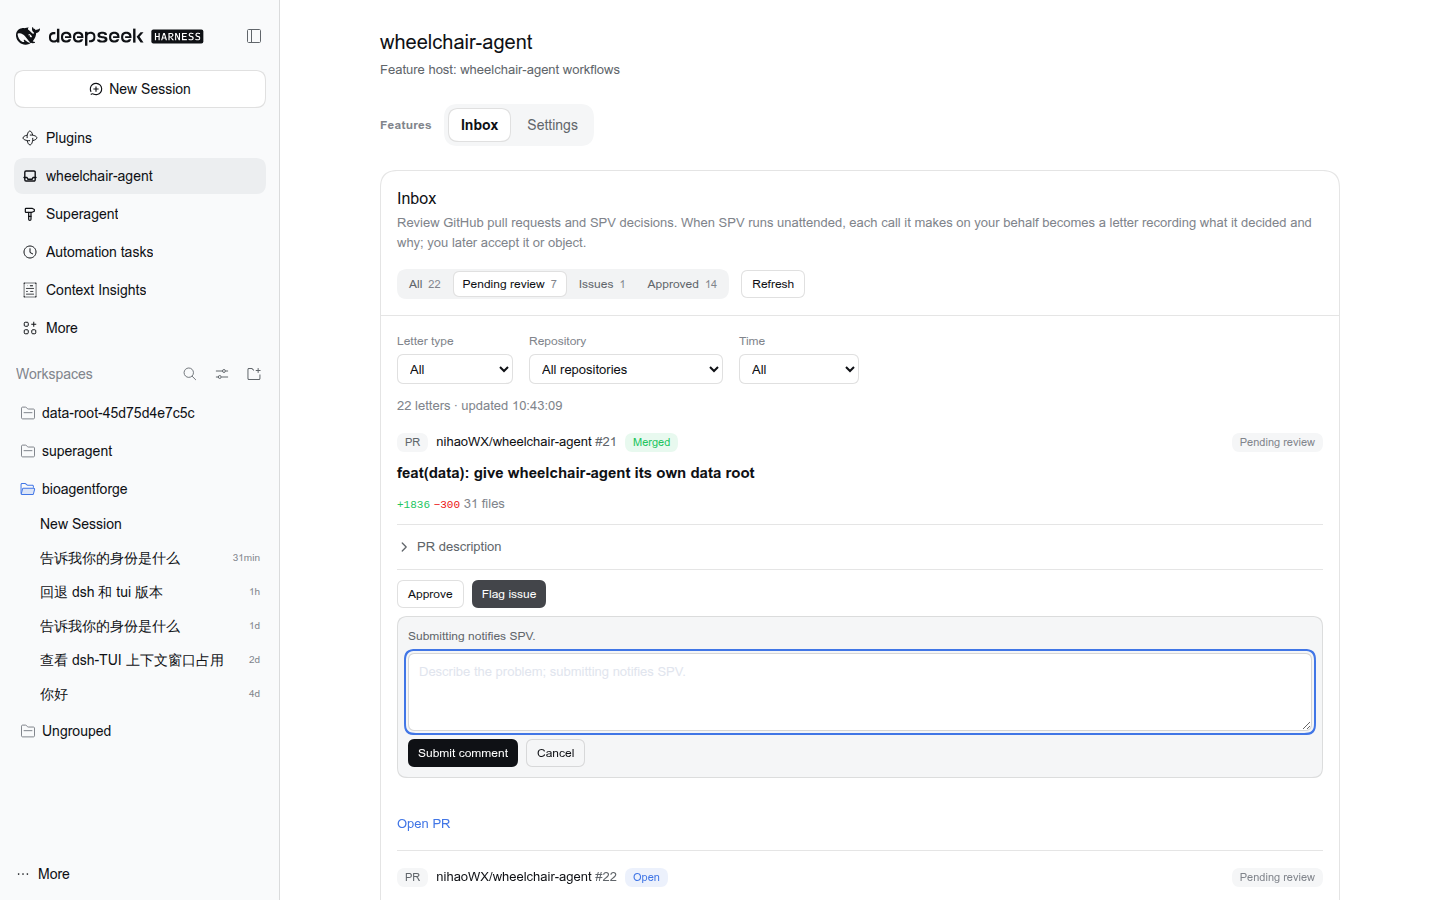 deepseek HARNESS
New Session
Plugins
wheelchair-agent
Superagent
Automation tasks
Context Insights
More
Workspaces
data-root-45d75d4e7c5c
superagent
bioagentforge
New Session
告诉我你的身份是什么 31min
回退 dsh 和 tui 版本 1h
告诉我你的身份是什么 1d
查看 dsh-TUI 上下文窗口占用 2d
你好 4d
Ungrouped
More
wheelchair-agent
Feature host: wheelchair-agent workflows
Features Inbox Settings
Inbox
Review GitHub pull requests and SPV decisions. When SPV runs unattended, each call it makes on your behalf becomes a letter recording what it decided and
why; you later accept it or object.
All 22 Pending review 7 Issues 1 Approved 14 Refresh
Letter type Repository Time
All All repositories All
22 letters · updated 10:43:09
PR nihaoWX/wheelchair-agent #21 Merged Pending review
feat(data): give wheelchair-agent its own data root
+1836 −300 31 files
PR description
Approve Flag issue
Submitting notifies SPV.
Describe the problem; submitting notifies SPV.
Submit comment Cancel
Open PR
PR nihaoWX/wheelchair-agent #22 Open Pending review